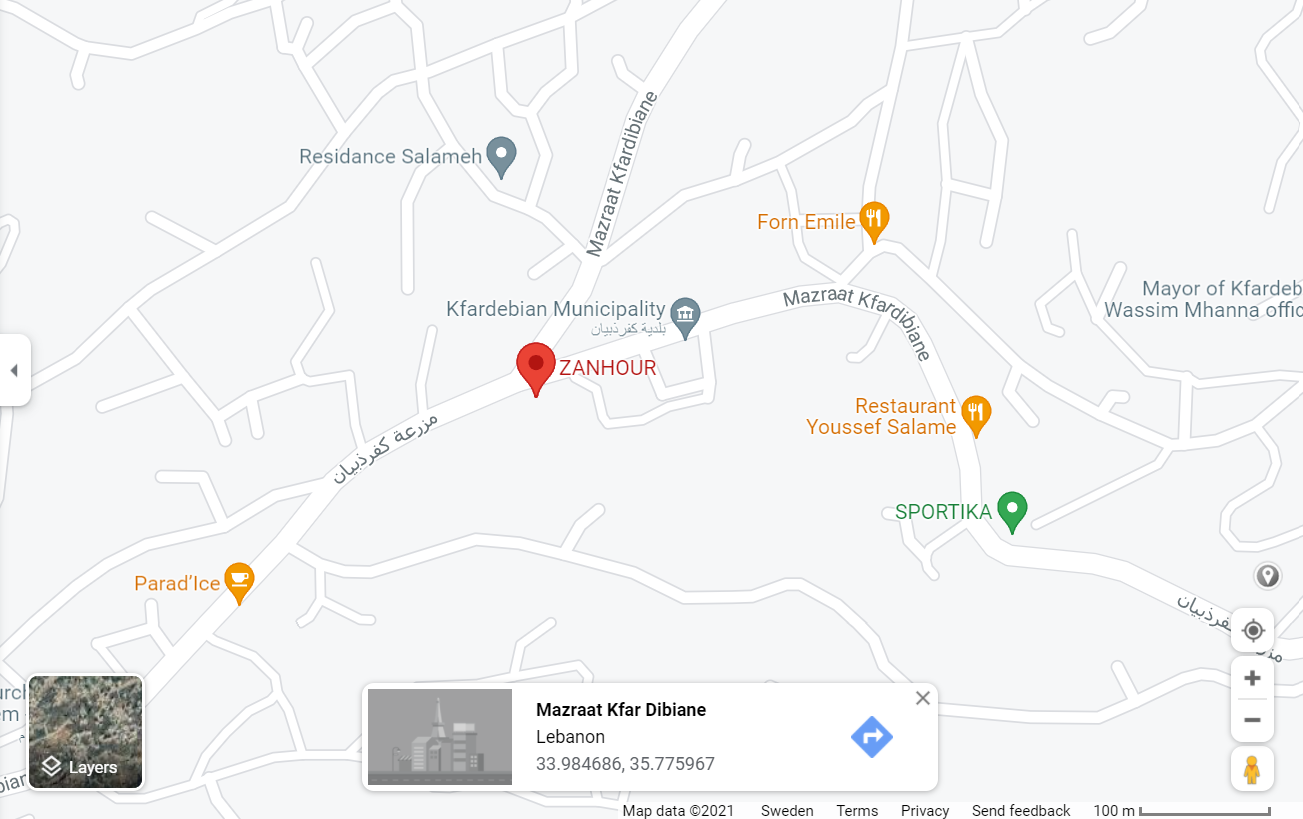 Mazraat Kfardibiane
Residance Salameh
Forn Emile
Kfardebian Municipality
بلدية كفرذبيان
Mazraat Kfardibiane
Mayor of Kfardeb
Wassim Mhanna offic
ZANHOUR
Restaurant
Youssef Salame
مزرعة كفرذبيان
SPORTIKA
Parad'Ice
Layers
Mazraat Kfar Dibiane
Lebanon
33.984686, 35.775967
Map data ©2021 Sweden Terms Privacy Send feedback 100 m